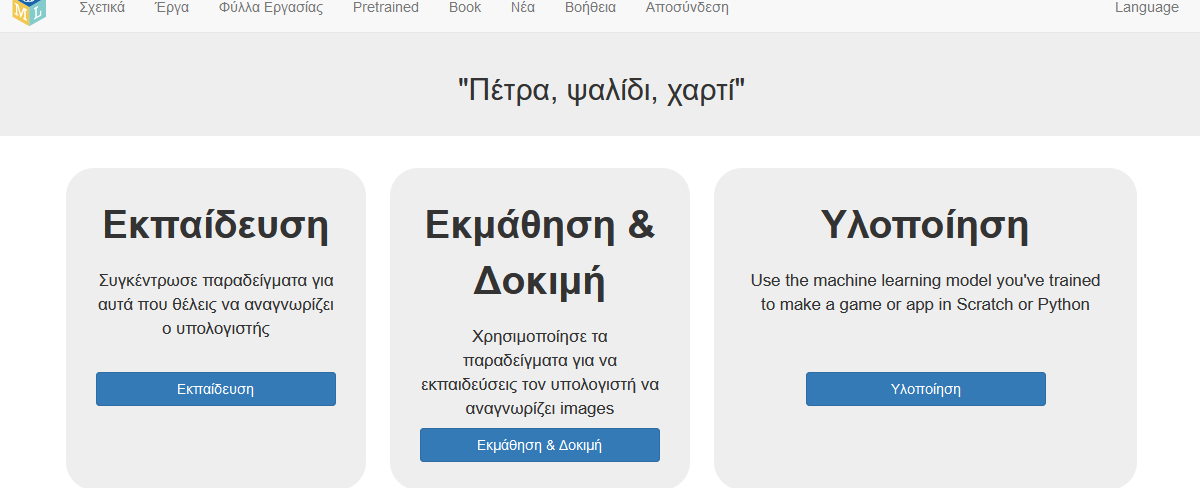 ML
Σχετικά Έργα Φύλλα Εργασίας Pretrained Book Νέα Βοήθεια Αποσύνδεση Language
"Πέτρα, ψαλίδι, χαρτί"
Εκπαίδευση
Συγκέντρωσε παραδείγματα για
αυτά που θέλεις να αναγνωρίζει
ο υπολογιστής
Εκπαίδευση
Εκμάθηση &
Δοκιμή
Χρησιμοποίησε τα
παραδείγματα για να
εκπαιδεύσεις τον υπολογιστή να
αναγνωρίζει images
Εκμάθηση & Δοκιμή
Υλοποίηση
Use the machine learning model you've trained
to make a game or app in Scratch or Python
Υλοποίηση